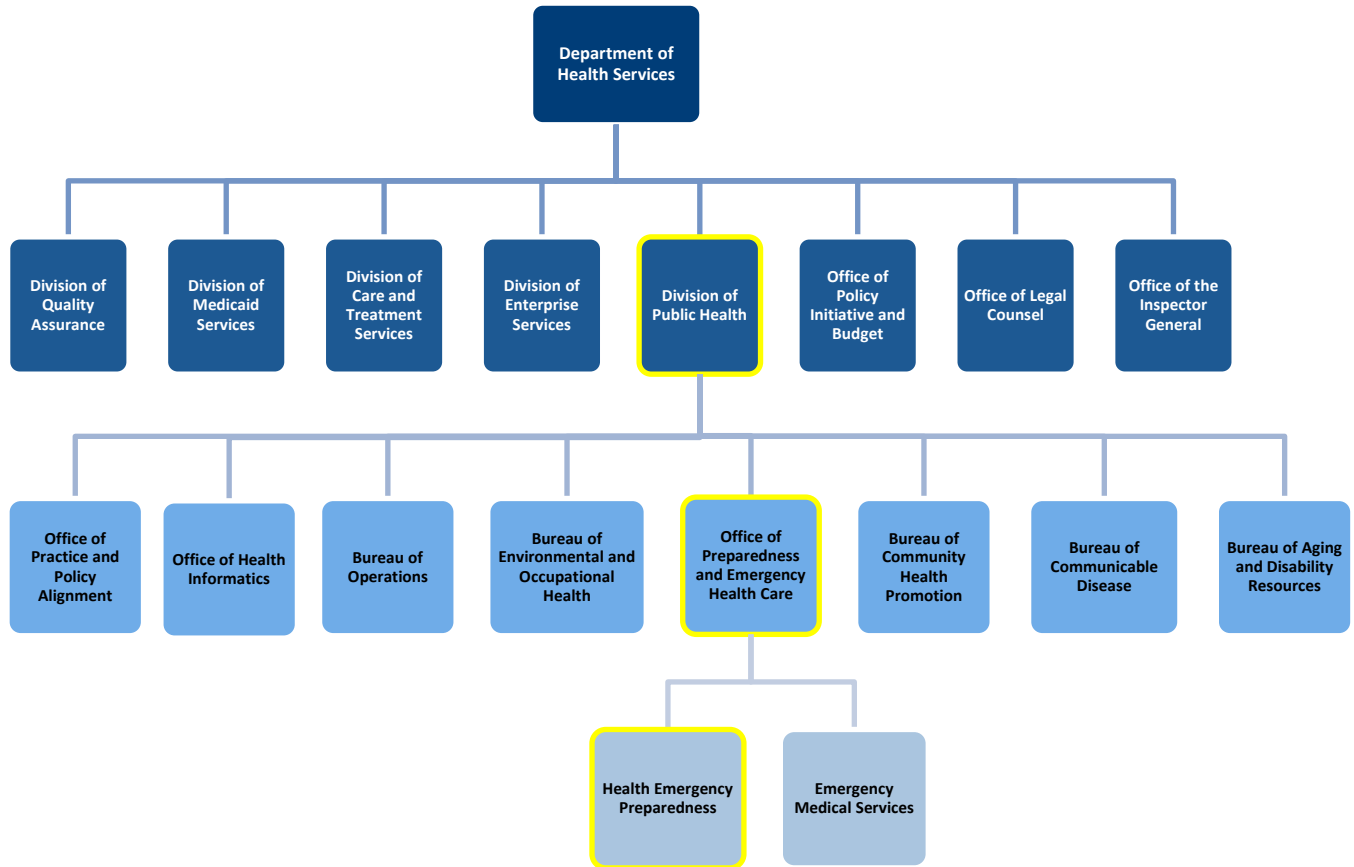 Department of
Health Services
Division of
Quality
Assurance
Division of
Medicaid
Services
Division of
Care and
Treatment
Services
Division of
Enterprise
Services
Division of
Public Health
Office of
Policy
Initiative and
Budget
Office of Legal
Counsel
Office of the
Inspector
General
Office of
Practice and
Policy
Alignment
Office of Health
Informatics
Bureau of
Operations
Bureau of
Environmental and
Occupational
Health
Office of
Preparedness
and Emergency
Health Care
Bureau of
Community
Health
Promotion
Bureau of
Communicable
Disease
Bureau of Aging
and Disability
Resources
Health Emergency
Preparedness
Emergency
Medical Services